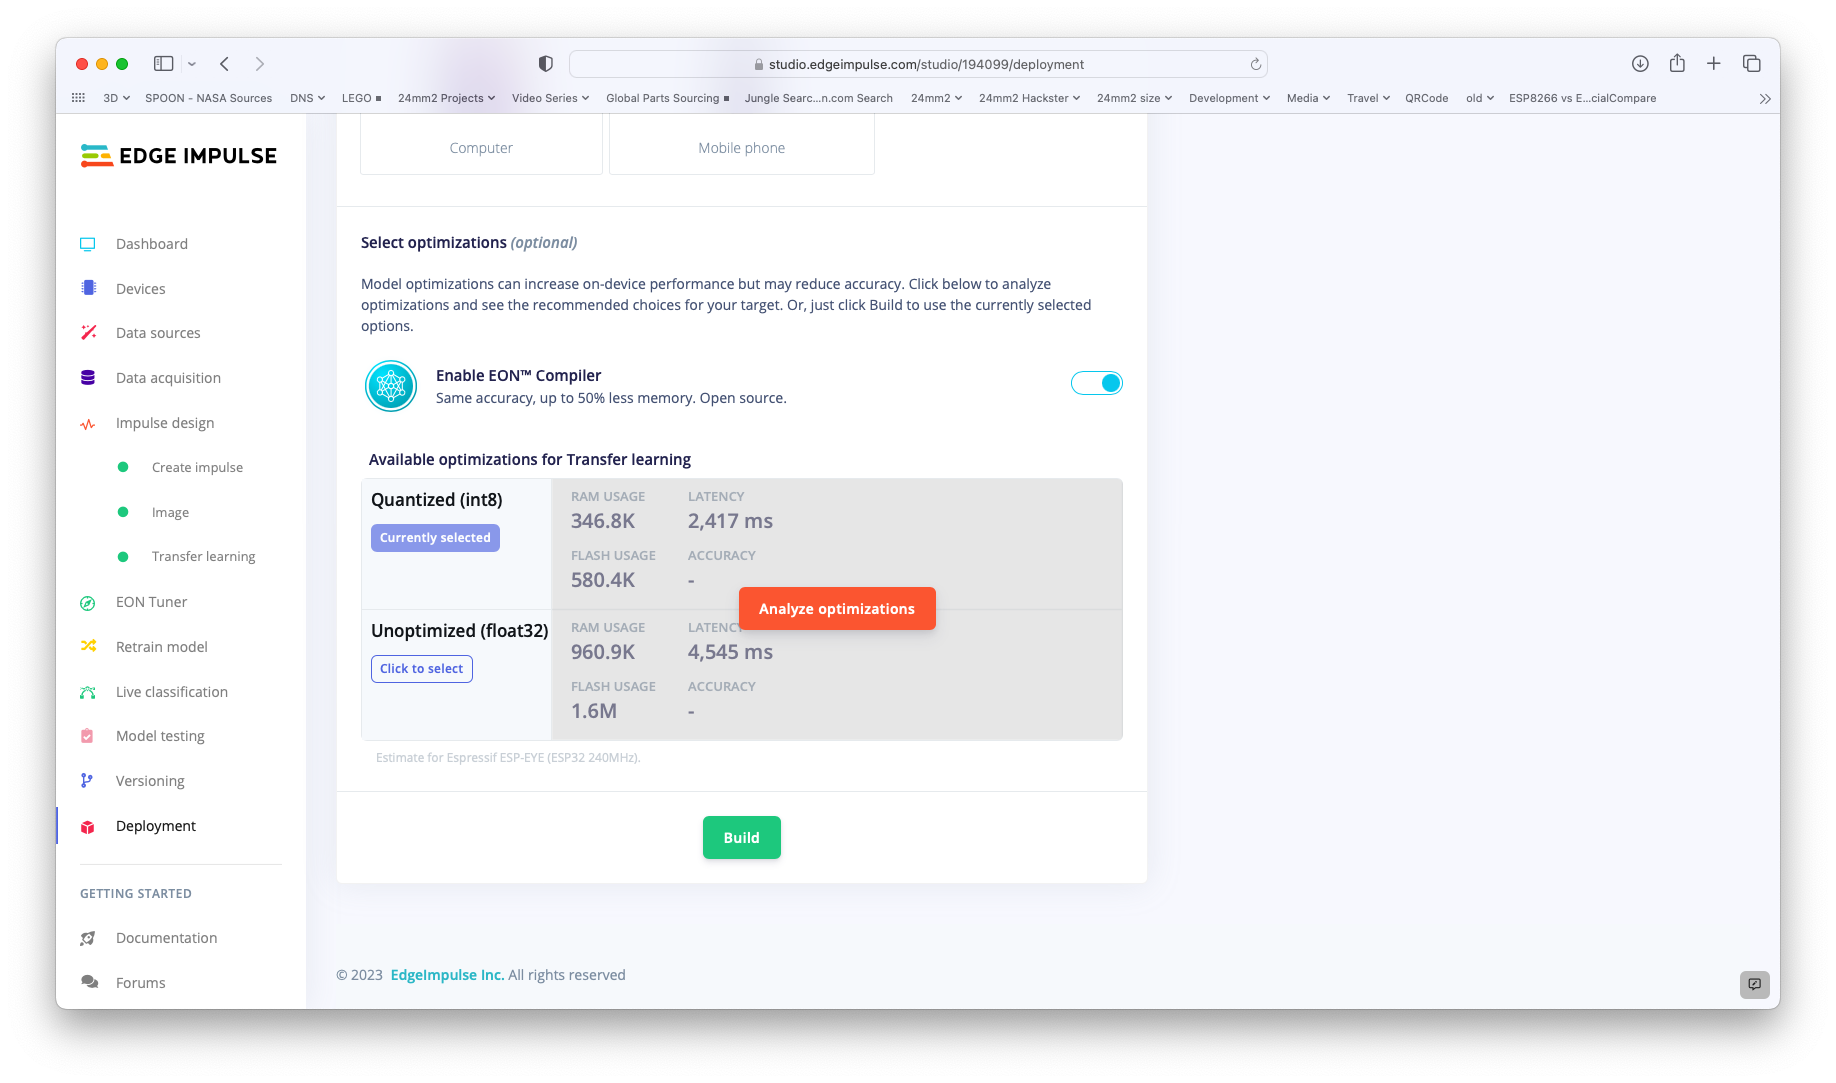 studio.edgeimpulse.com/studio/194099/deployment
3D SPOON - NASA Sources DNS LEGO 24mm2 Projects Video Series Global Parts Sourcing Jungle Searc...n.com Search 24mm2 24mm2 Hackster 24mm2 size Development Media Travel QRCode old ESP8266 vs E...cialCompare
EDGE IMPULSE
Dashboard
Devices
Data sources
Data acquisition
Impulse design
Create impulse
Image
Transfer learning
EON Tuner
Retrain model
Live classification
Model testing
Versioning
Deployment
GETTING STARTED
Documentation
Forums
Computer
Mobile phone
Select optimizations (optional)
Model optimizations can increase on-device performance but may reduce accuracy. Click below to analyze
optimizations and see the recommended choices for your target. Or, just click Build to use the currently selected
options.
Enable EON™ Compiler
Same accuracy, up to 50% less memory. Open source.
Available optimizations for Transfer learning
Quantized (int8)
Currently selected
RAM USAGE LATENCY
346.8K 2,417 ms
FLASH USAGE ACCURACY
580.4K -
Analyze optimizations
Unoptimized (float32)
Click to select
RAM USAGE LATENCY
960.9K 4,545 ms
FLASH USAGE ACCURACY
1.6M -
Estimate for Espressif ESP-EYE (ESP32 240MHz).
Build
© 2023 EdgeImpulse Inc. All rights reserved